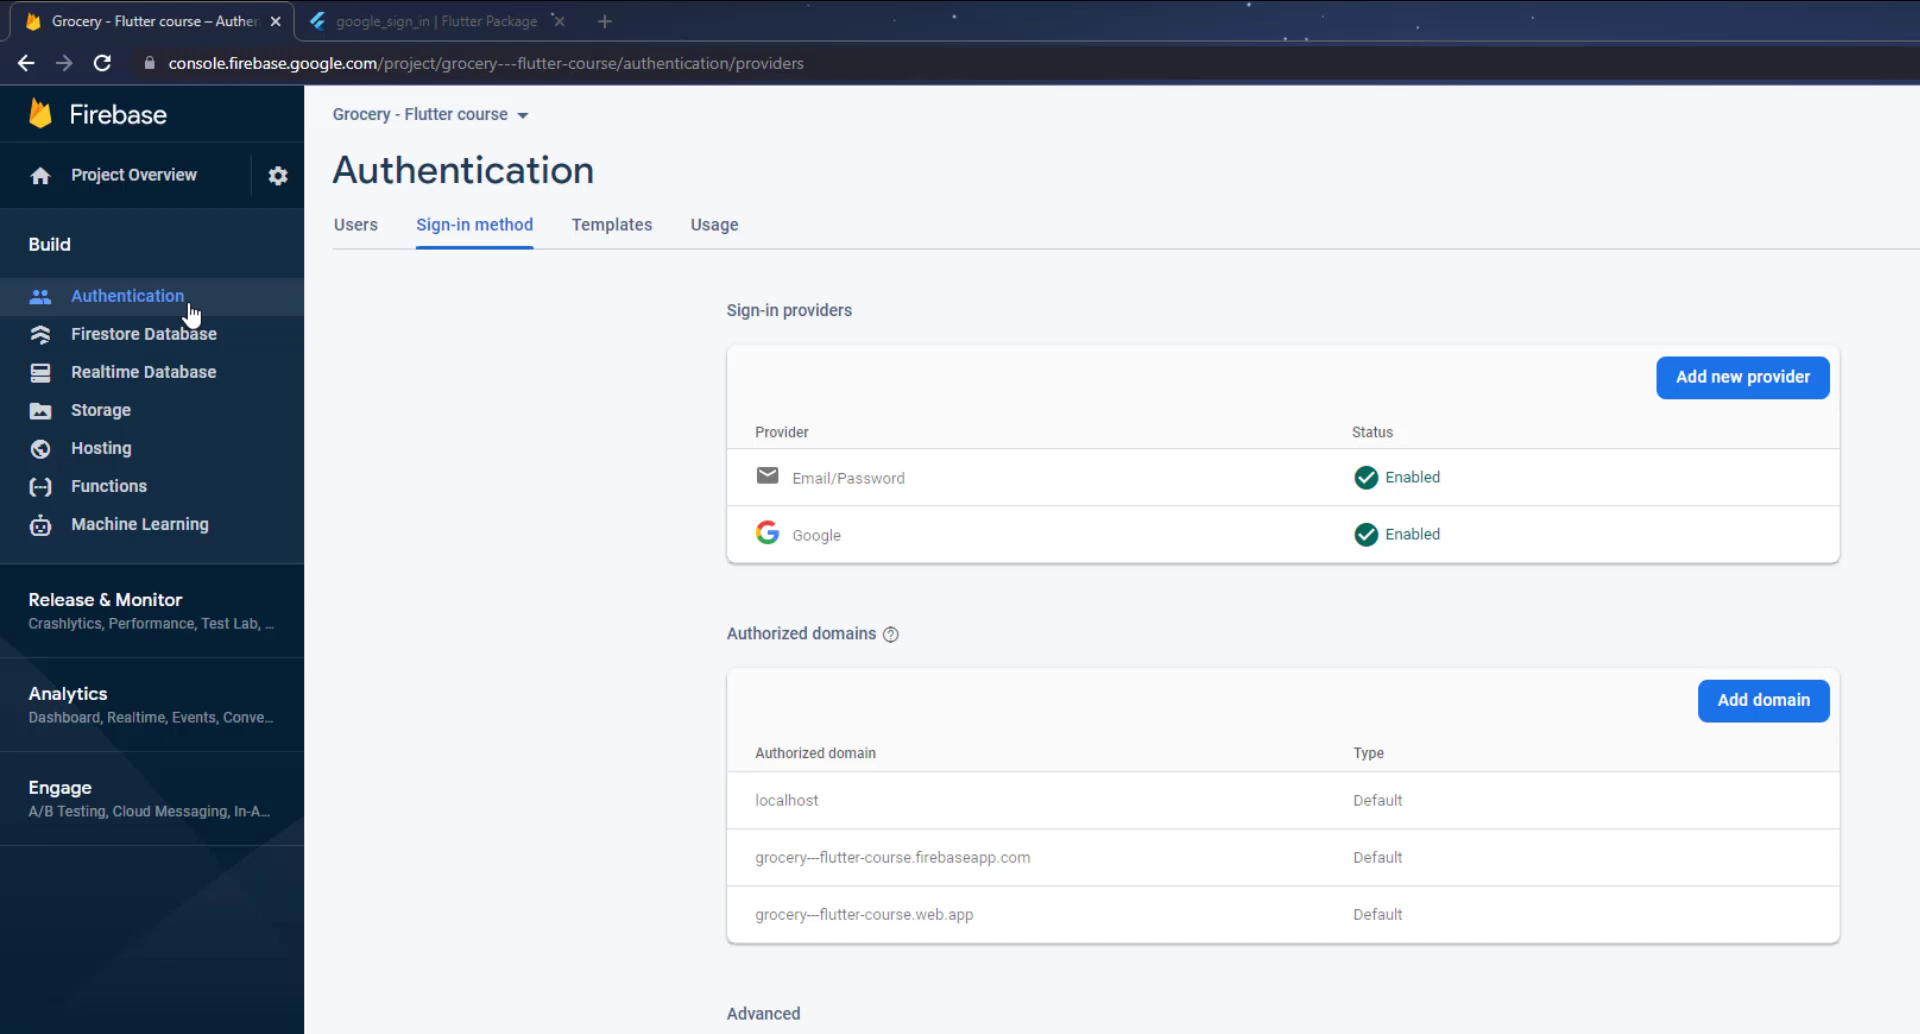 Grocery - Flutter course – Authen
google_sign_in | Flutter Package
console.firebase.google.com/project/grocery---flutter-course/authentication/providers
Firebase
Project Overview
Build
Authentication
Firestore Database
Realtime Database
Storage
Hosting
Functions
Machine Learning
Release & Monitor
Crashlytics, Performance, Test Lab, ...
Analytics
Dashboard, Realtime, Events, Conve...
Engage
A/B Testing, Cloud Messaging, In-A...
Grocery - Flutter course
Authentication
Users Sign-in method Templates Usage
Sign-in providers
Add new provider
Provider Status
Email/Password Enabled
Google Enabled
Authorized domains
Add domain
Authorized domain Type
localhost Default
grocery---flutter-course.firebaseapp.com Default
grocery---flutter-course.web.app Default
Advanced